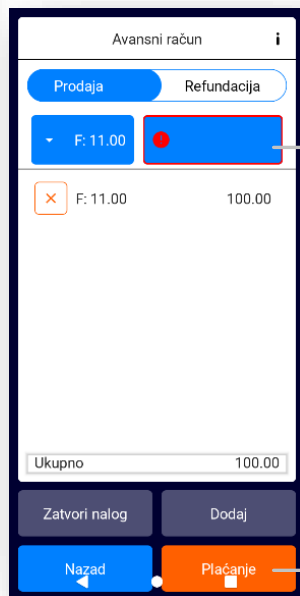 Avansni račun i
Prodaja Refundacija
F: 11.00
F: 11.00 100.00
Ukupno 100.00
Zatvori nalog Dodaj
Nazad Plaćanje